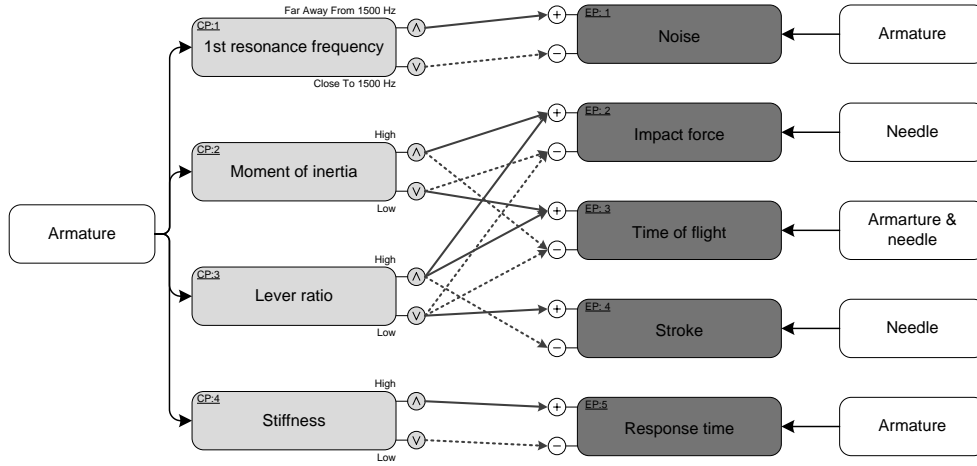 Far Away From 1500 Hz
CP:1
1st resonance frequency
Close To 1500 Hz
+
−
EP: 1
Noise
Armature
High
CP:2
Moment of inertia
Low
+
−
EP: 2
Impact force
Needle
Armature
High
CP:3
Lever ratio
Low
+
−
EP: 3
Time of flight
Armarture &
needle
+
−
EP: 4
Stroke
Needle
High
CP:4
Stiffness
Low
+
−
EP:5
Response time
Armature